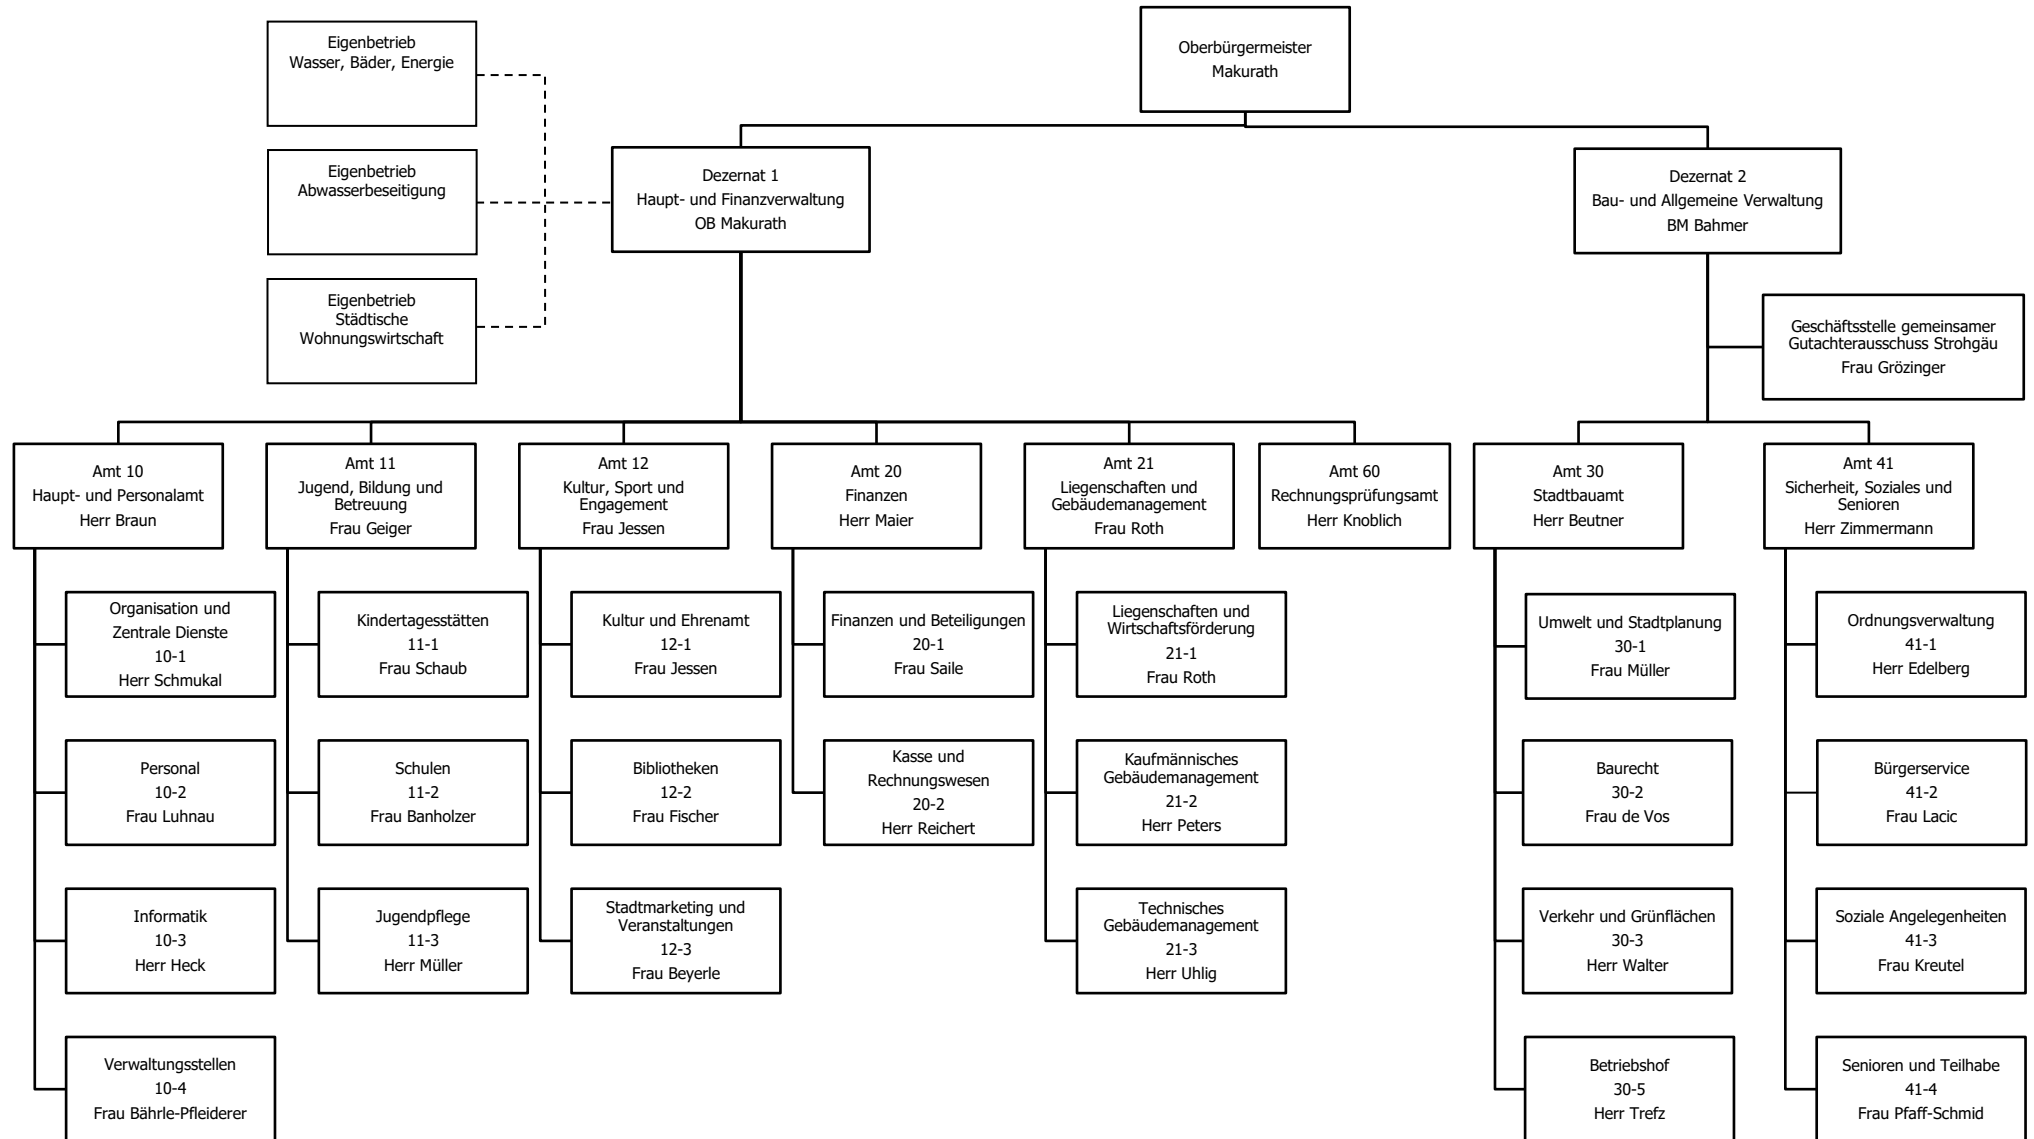 Oberbürgermeister
Makurath
Eigenbetrieb
Wasser, Bäder, Energie
Eigenbetrieb
Abwasserbeseitigung
Eigenbetrieb
Städtische
Wohnungswirtschaft
Dezernat 1
Haupt- und Finanzverwaltung
OB Makurath
Dezernat 2
Bau- und Allgemeine Verwaltung
BM Bahmer
Geschäftsstelle gemeinsamer
Gutachterausschuss Strohgäu
Frau Grözinger
Amt 10
Haupt- und Personalamt
Herr Braun
Organisation und
Zentrale Dienste
10-1
Herr Schmukal
Personal
10-2
Frau Luhnau
Informatik
10-3
Herr Heck
Verwaltungsstellen
10-4
Frau Bährle-Pfleiderer
Amt 11
Jugend, Bildung und
Betreuung
Frau Geiger
Kindertagesstätten
11-1
Frau Schaub
Schulen
11-2
Frau Banholzer
Jugendpflege
11-3
Herr Müller
Amt 12
Kultur, Sport und
Engagement
Frau Jessen
Kultur und Ehrenamt
12-1
Frau Jessen
Bibliotheken
12-2
Frau Fischer
Stadtmarketing und
Veranstaltungen
12-3
Frau Beyerle
Amt 20
Finanzen
Herr Maier
Finanzen und Beteiligungen
20-1
Frau Saile
Kasse und
Rechnungswesen
20-2
Herr Reichert
Amt 21
Liegenschaften und
Gebäudemanagement
Frau Roth
Liegenschaften und
Wirtschaftsförderung
21-1
Frau Roth
Kaufmännisches
Gebäudemanagement
21-2
Herr Peters
Technisches
Gebäudemanagement
21-3
Herr Uhlig
Amt 60
Rechnungsprüfungsamt
Herr Knoblich
Amt 30
Stadtbauamt
Herr Beutner
Umwelt und Stadtplanung
30-1
Frau Müller
Baurecht
30-2
Frau de Vos
Verkehr und Grünflächen
30-3
Herr Walter
Betriebshof
30-5
Herr Trefz
Amt 41
Sicherheit, Soziales und
Senioren
Herr Zimmermann
Ordnungsverwaltung
41-1
Herr Edelberg
Bürgerservice
41-2
Frau Lacic
Soziale Angelegenheiten
41-3
Frau Kreutel
Senioren und Teilhabe
41-4
Frau Pfaff-Schmid